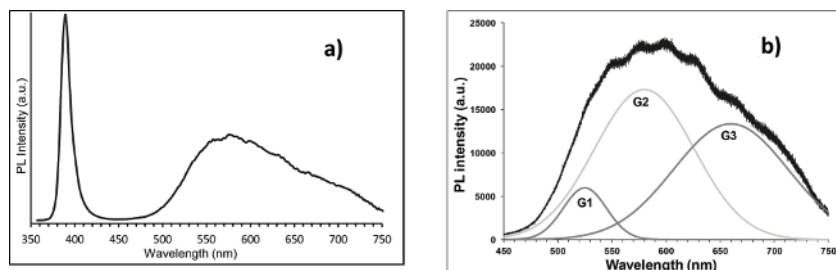 a)
PL Intensity (a.u.)
350 400 450 500 550 600 650 700 750
Wavelength (nm)
b)
PL intensity (a.u.)
25000
20000
15000
10000
5000
0
G1
G2
G3
450 500 550 600 650 700 750
Wavelength (nm)